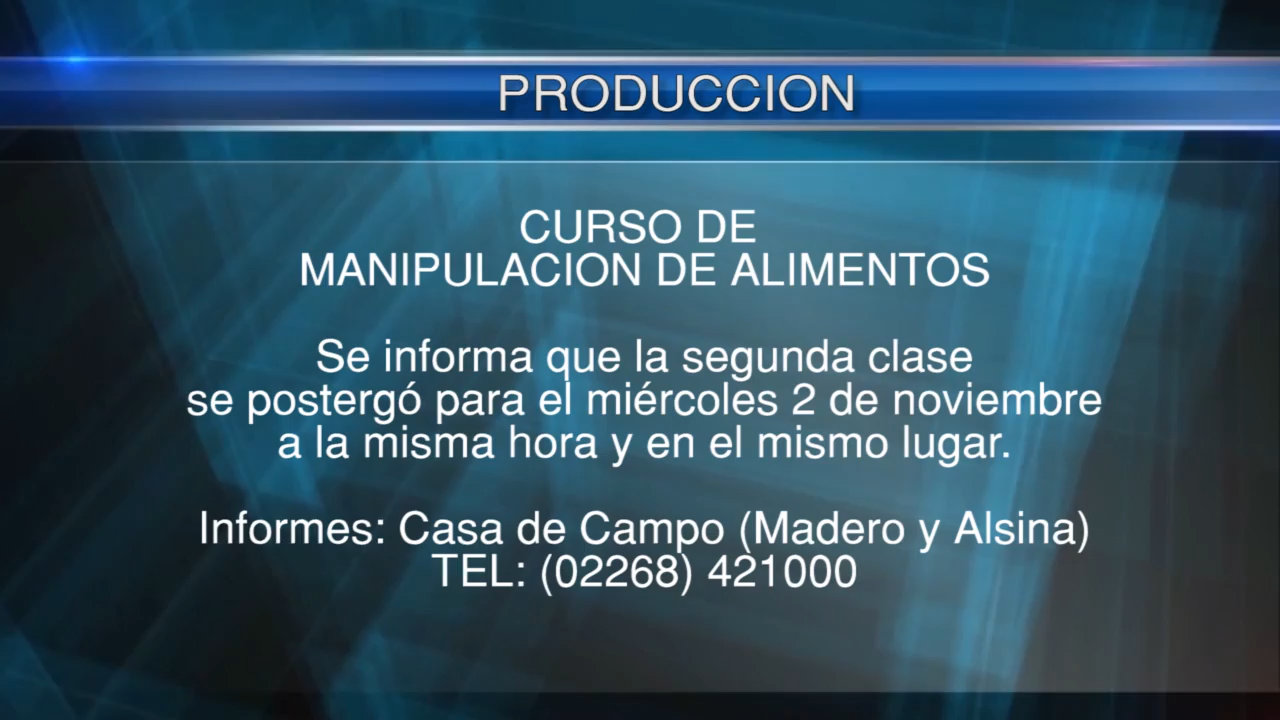 PRODUCCION
CURSO DE
MANIPULACION DE ALIMENTOS
Se informa que la segunda clase
se postergó para el miércoles 2 de noviembre
a la misma hora y en el mismo lugar.
Informes: Casa de Campo (Madero y Alsina)
TEL: (02268) 421000